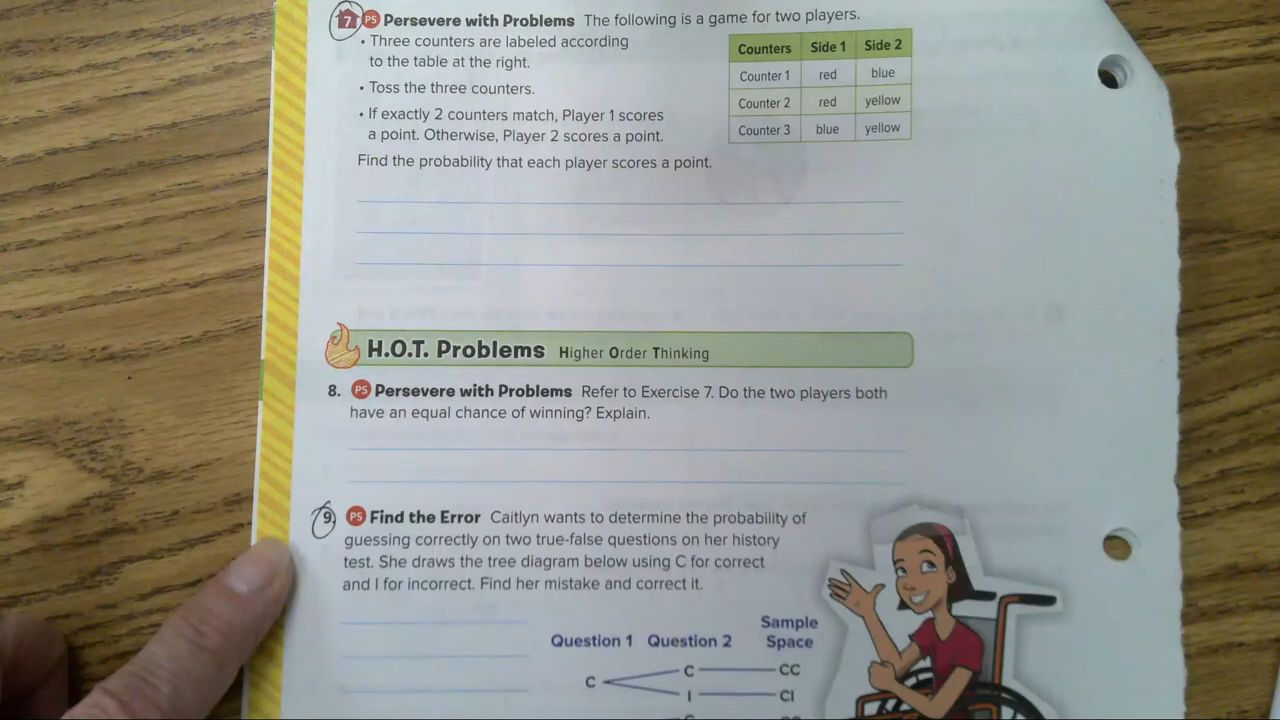 7 PS Persevere with Problems The following is a game for two players.
• Three counters are labeled according
to the table at the right.
• Toss the three counters.
• If exactly 2 counters match, Player 1 scores
a point. Otherwise, Player 2 scores a point.
Find the probability that each player scores a point.
Counters Side 1 Side 2
Counter 1 red blue
Counter 2 red yellow
Counter 3 blue yellow
H.O.T. Problems Higher Order Thinking
8. PS Persevere with Problems Refer to Exercise 7. Do the two players both
have an equal chance of winning? Explain.
9. PS Find the Error Caitlyn wants to determine the probability of
guessing correctly on two true-false questions on her history
test. She draws the tree diagram below using C for correct
and I for incorrect. Find her mistake and correct it.
Question 1 Question 2 Sample Space
C C CC
I CI